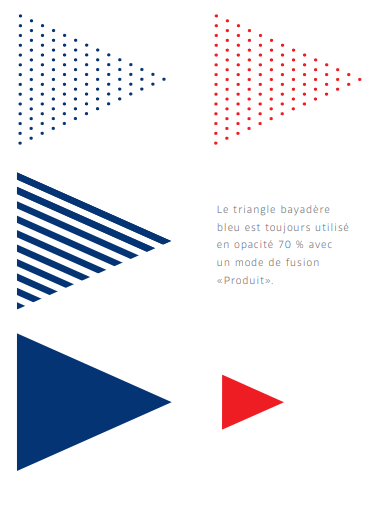 Le triangle bayadère
bleu est toujours utilisé
en opacité 70 % avec
un mode de fusion
«Produit».